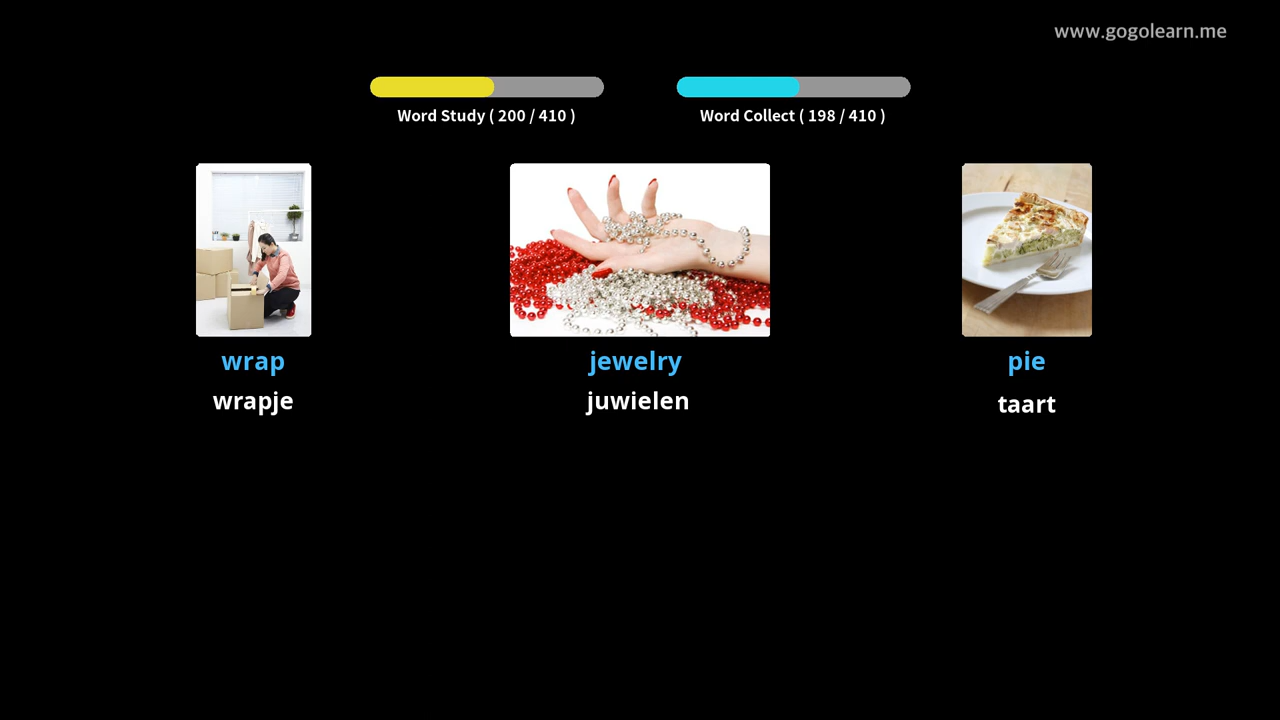 www.gogolearn.me
Word Study ( 200 / 410 )
Word Collect ( 198 / 410 )
wrap
wrapje
jewelry
juwielen
pie
taart